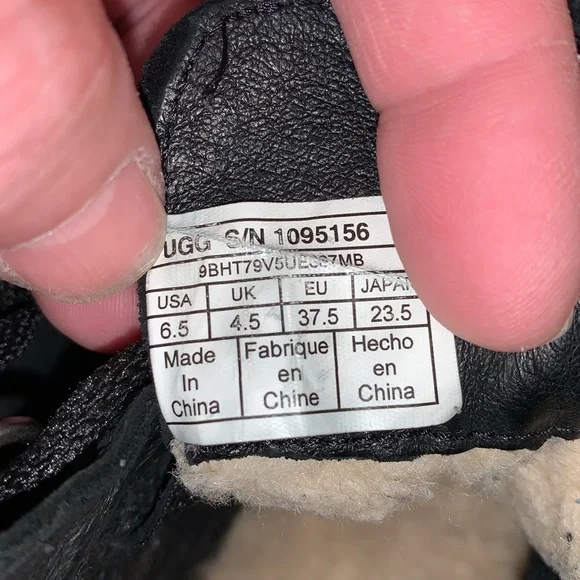 UGG S/N 1095156
USA UK EU JAPAN
6.5 4.5 37.5 23.5
Made Fabrique Hecho
In en en
China Chine China